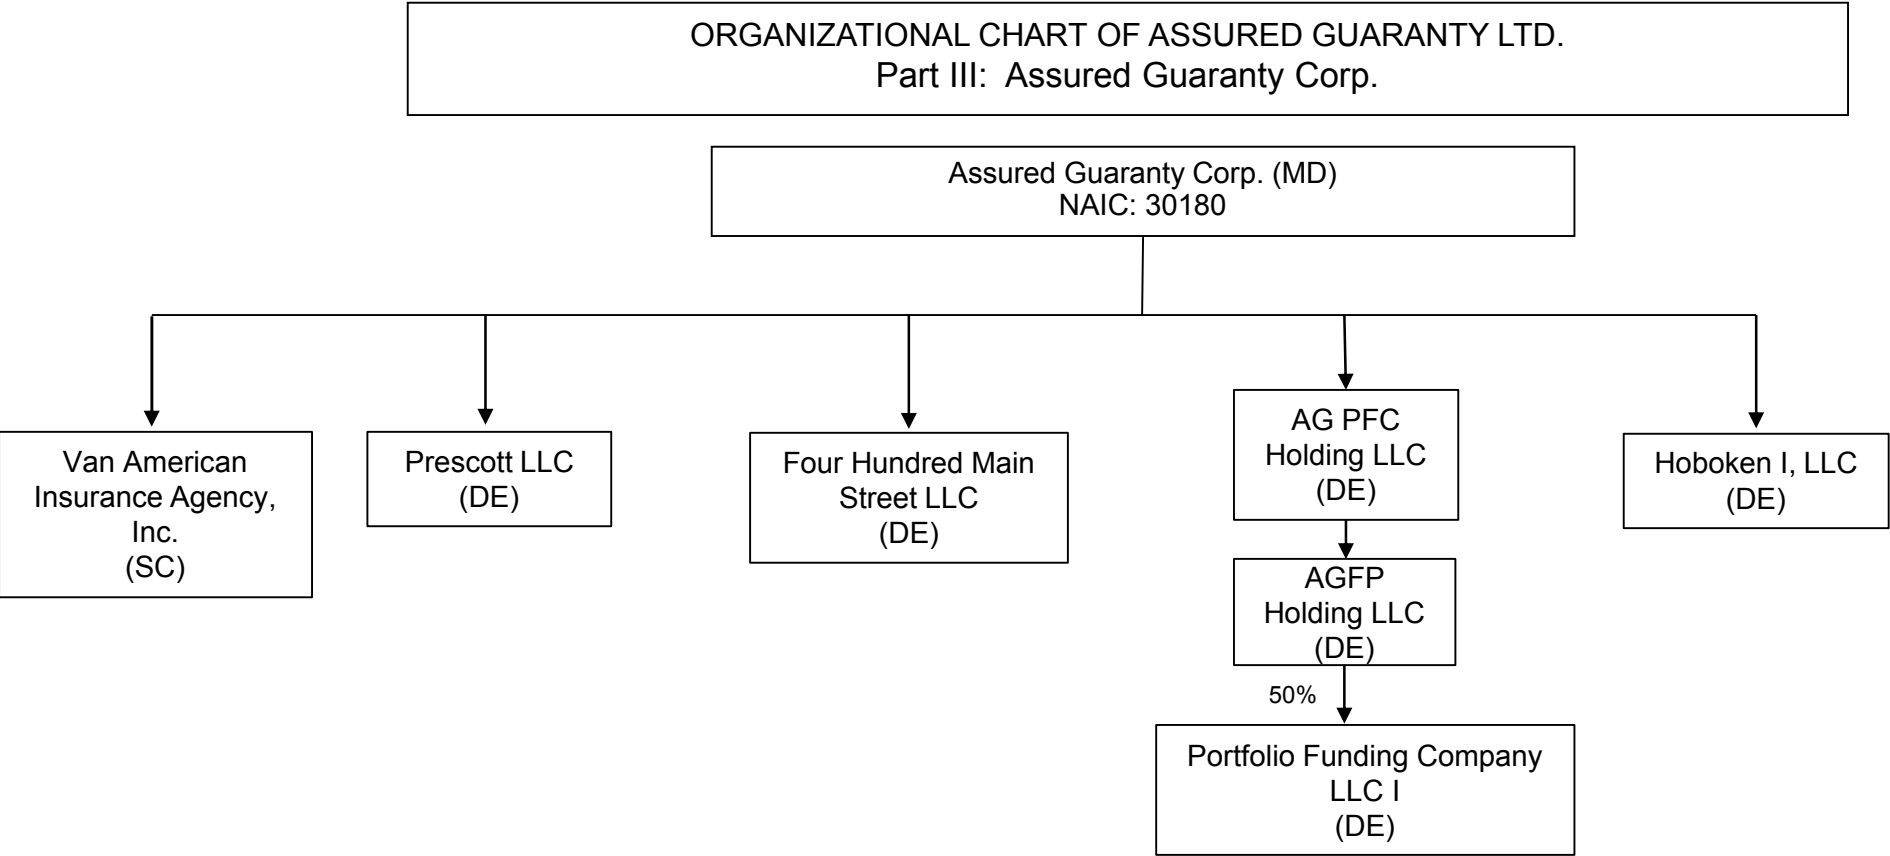 ORGANIZATIONAL CHART OF ASSURED GUARANTY LTD.
Part III:  Assured Guaranty Corp.
Assured Guaranty Corp. (MD)
NAIC: 30180
Van American
Insurance Agency,
Inc.
(SC)
Prescott LLC
(DE)
Four Hundred Main
Street LLC
(DE)
AG PFC
Holding LLC
(DE)
Hoboken I, LLC
(DE)
AGFP
Holding LLC
(DE)
50%
Portfolio Funding Company
LLC I
(DE)